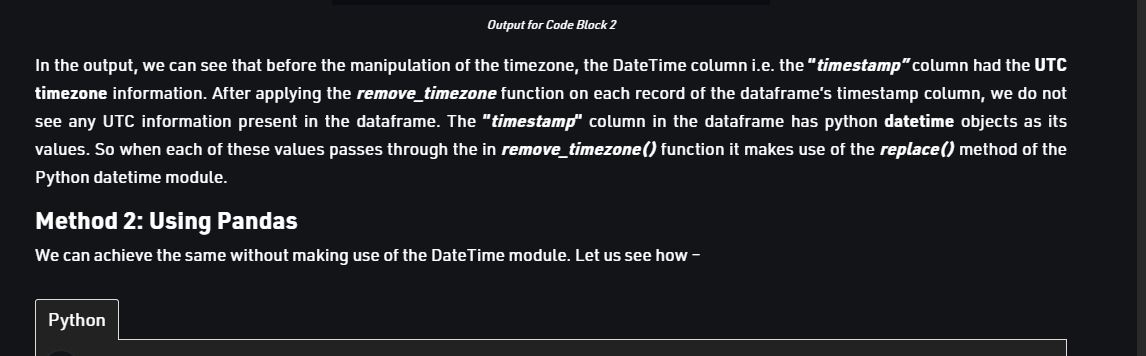 Output for Code Block 2
In the output, we can see that before the manipulation of the timezone, the DateTime column i.e. the "timestamp" column had the UTC
timezone information. After applying the remove_timezone function on each record of the dataframe's timestamp column, we do not
see any UTC information present in the dataframe. The "timestamp" column in the dataframe has python datetime objects as its
values. So when each of these values passes through the in remove_timezone() function it makes use of the replace() method of the
Python datetime module.
Method 2: Using Pandas
We can achieve the same without making use of the DateTime module. Let us see how –
Python